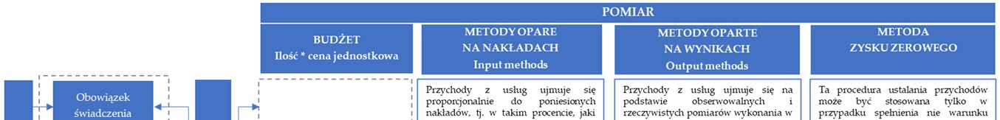 POMIAR
BUDŻET
Ilość * cena jednostkowa
METODY OPARE
NA NAKŁADACH
Input methods
METODY OPARTE
NA WYNIKACH
Output methods
METODA
ZYSKU ZEROWEGO
Obowiązek
świadczenia
Przychody z usług ujmuje się
proporcjonalnie do poniesionych
nakładów, tj. w takim procencie, jaki
Przychody z usług ujmuje się na
podstawie obserwowalnych i
rzeczywistych pomiarów wykonania w
Ta procedura ustalania przychodów
może być stosowana tylko w
przypadku spełnienia nie warunku